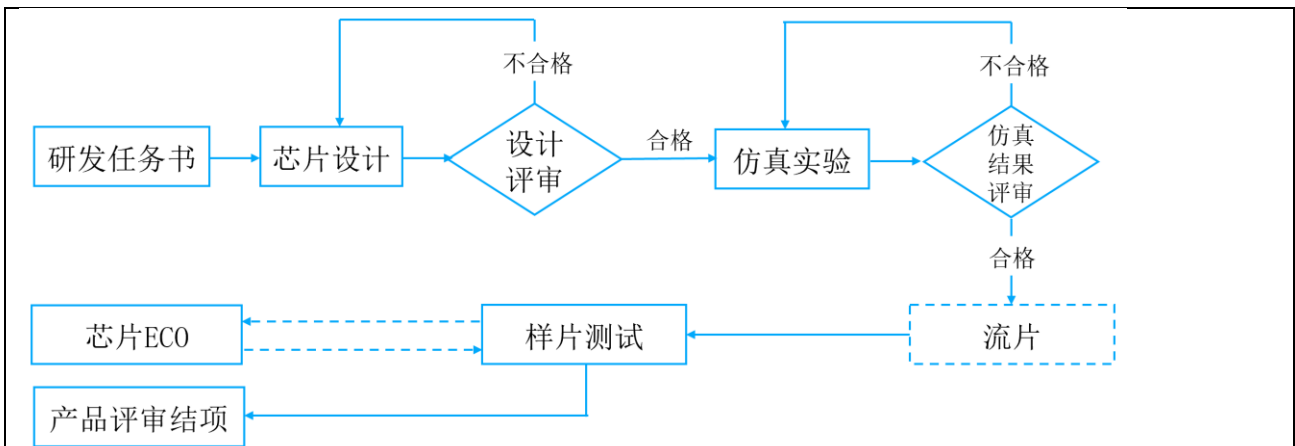 不合格
不合格
研发任务书
芯片设计
设计
评审
合格
仿真实验
仿真
结果
评审
合格
芯片ECO
样片测试
流片
产品评审结项